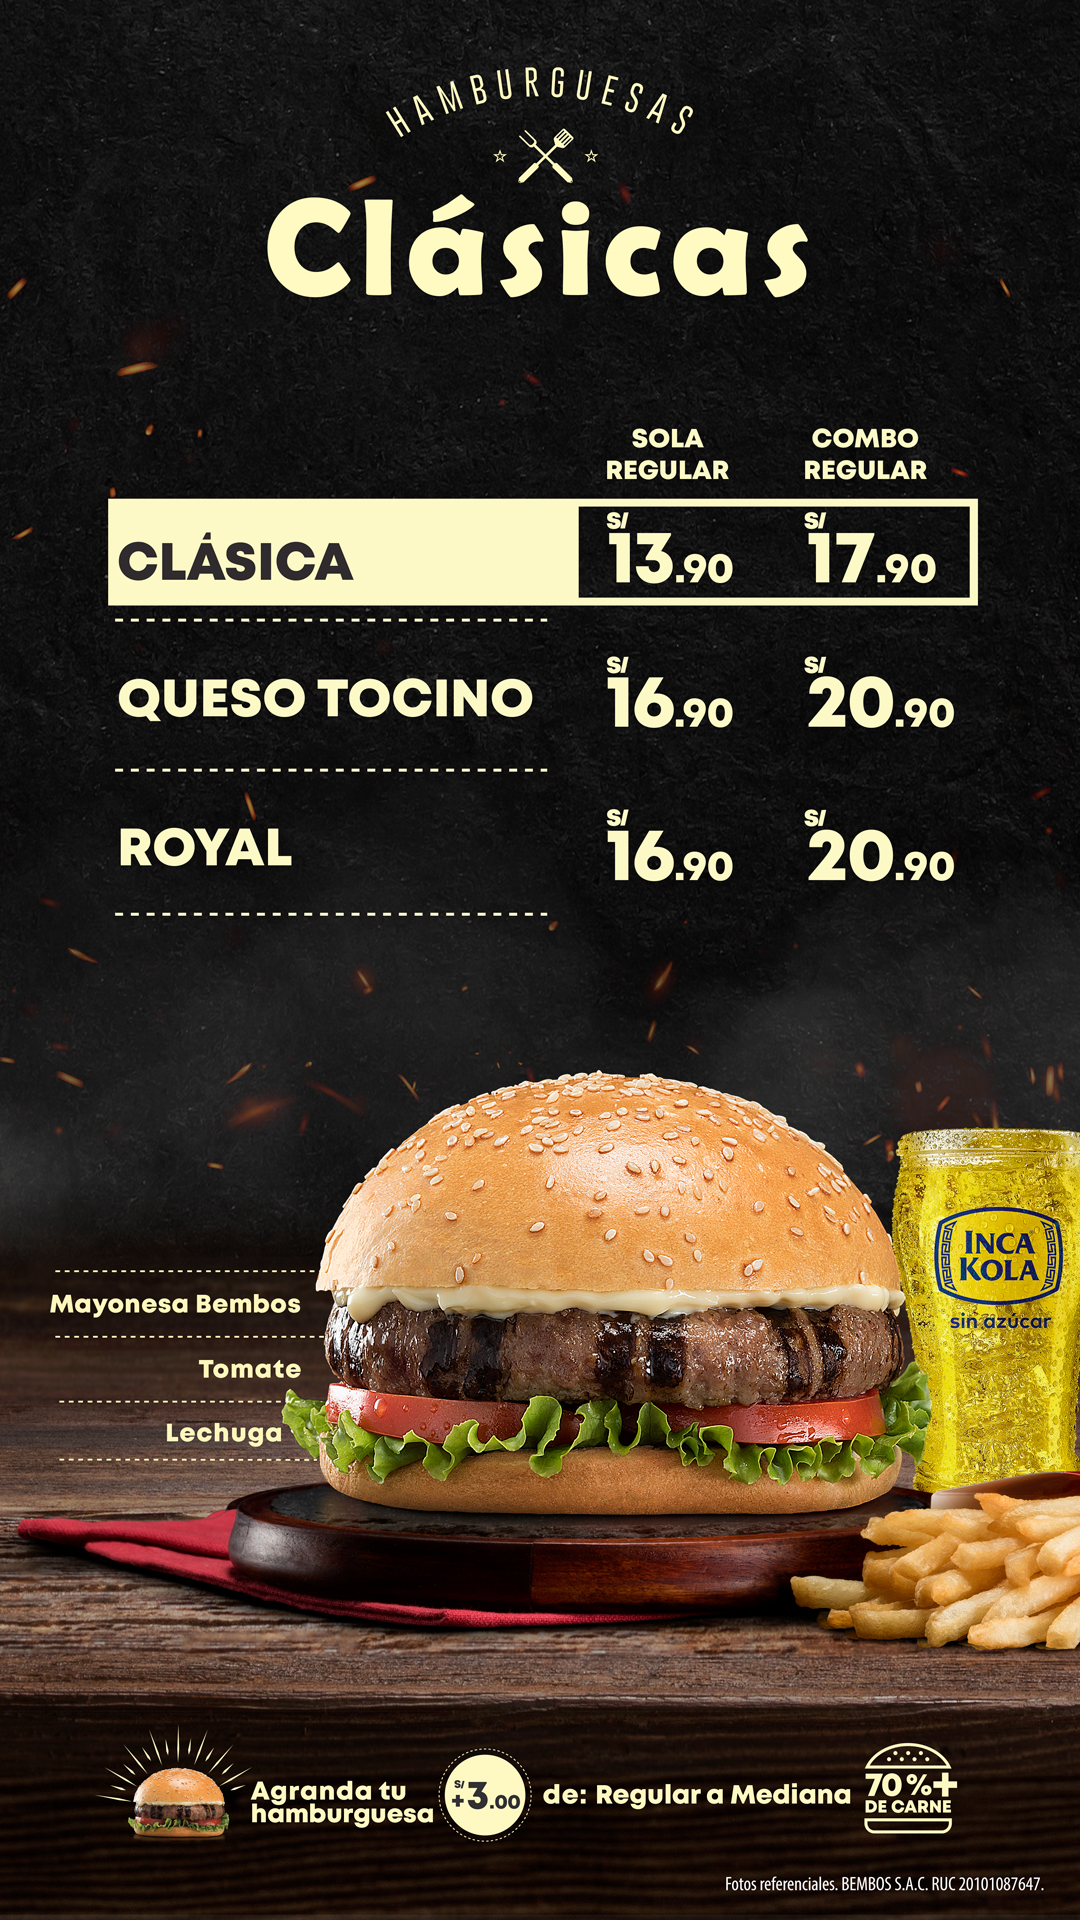 HAMBURGUESAS
Clásicas
SOLA REGULAR
COMBO REGULAR
CLÁSICA S/ 13.90 S/ 17.90
QUESO TOCINO S/ 16.90 S/ 20.90
ROYAL S/ 16.90 S/ 20.90
Mayonesa Bembos
Tomate
Lechuga
INCA
KOLA
sin azúcar
Agranda tu
hamburguesa
S/ +3.00
de: Regular a Mediana
70%+
DE CARNE
Fotos referenciales. BEMBOS S.A.C. RUC 20101087647.